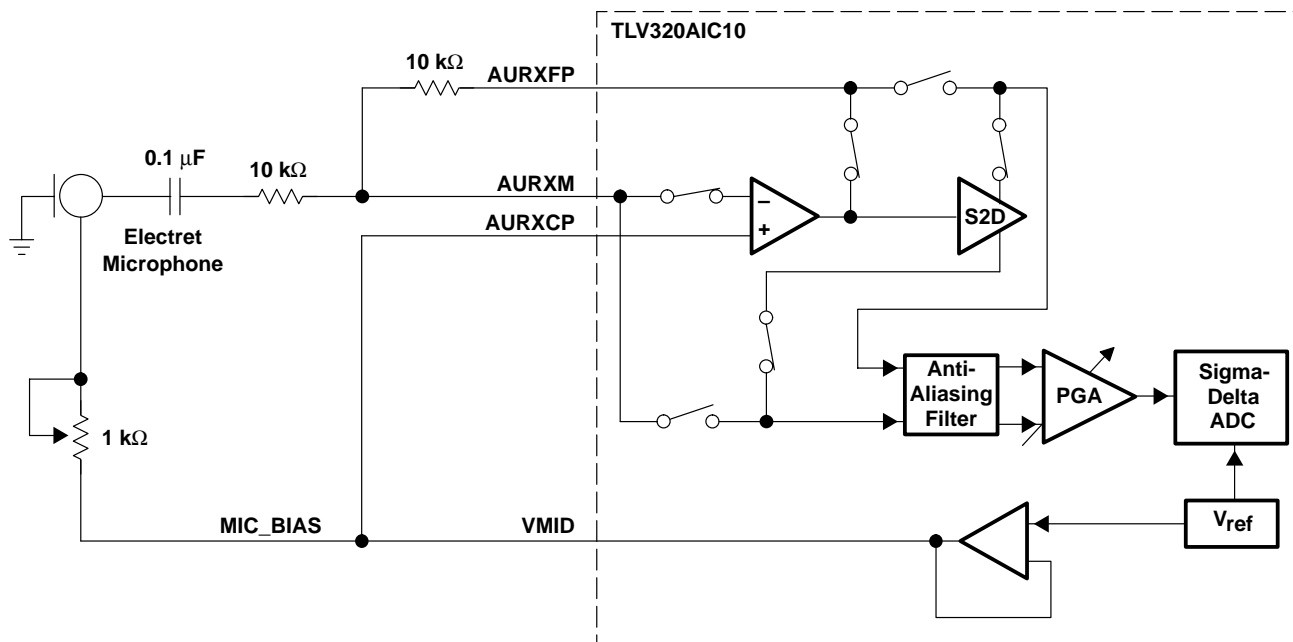 TLV320AIC10
10 kΩ
AURXFP
0.1 μF
10 kΩ
AURXM
AURXCP
Electret
Microphone
−
+
S2D
Anti-
Aliasing
Filter
PGA
Sigma-
Delta
ADC
1 kΩ
MIC_BIAS
VMID
Vref